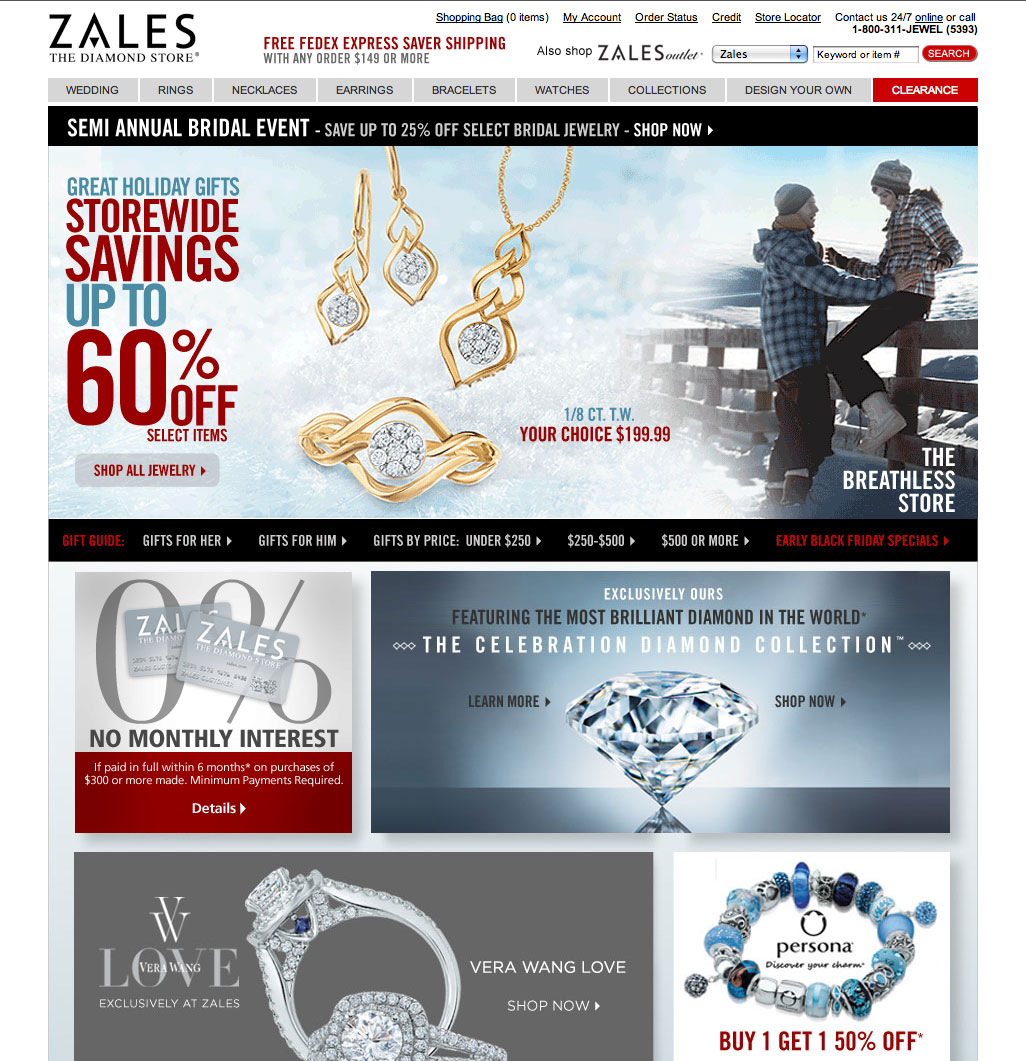 Shopping Bag (0 items) My Account Order Status Credit Store Locator Contact us 24/7 online or call
1-800-311-JEWEL (5393)
ZALES
THE DIAMOND STORE®
FREE FEDEX EXPRESS SAVER SHIPPING
WITH ANY ORDER $149 OR MORE
Also shop ZALES outlet Zales Keyword or item # SEARCH
WEDDING RINGS NECKLACES EARRINGS BRACELETS WATCHES COLLECTIONS DESIGN YOUR OWN CLEARANCE
SEMI ANNUAL BRIDAL EVENT - SAVE UP TO 25% OFF SELECT BRIDAL JEWELRY - SHOP NOW
GREAT HOLIDAY GIFTS
STOREWIDE
SAVINGS
UP TO
60%
OFF
SELECT ITEMS
SHOP ALL JEWELRY
1/8 CT. T.W.
YOUR CHOICE $199.99
THE
BREATHLESS
STORE
GIFT GUIDE: GIFTS FOR HER GIFTS FOR HIM GIFTS BY PRICE: UNDER $250 $250-$500 $500 OR MORE EARLY BLACK FRIDAY SPECIALS
0%
ZALES
THE DIAMOND STORE
ZALES CUSTOMER
NO MONTHLY INTEREST
If paid in full within 6 months* on purchases of
$300 or more made. Minimum Payments Required.
Details
EXCLUSIVELY OURS
FEATURING THE MOST BRILLIANT DIAMOND IN THE WORLD*
THE CELEBRATION DIAMOND COLLECTION™
LEARN MORE SHOP NOW
VW
LOVE
VERA WANG
EXCLUSIVELY AT ZALES
VERA WANG LOVE
SHOP NOW
persona
Discover your charm
BUY 1 GET 1 50% OFF*